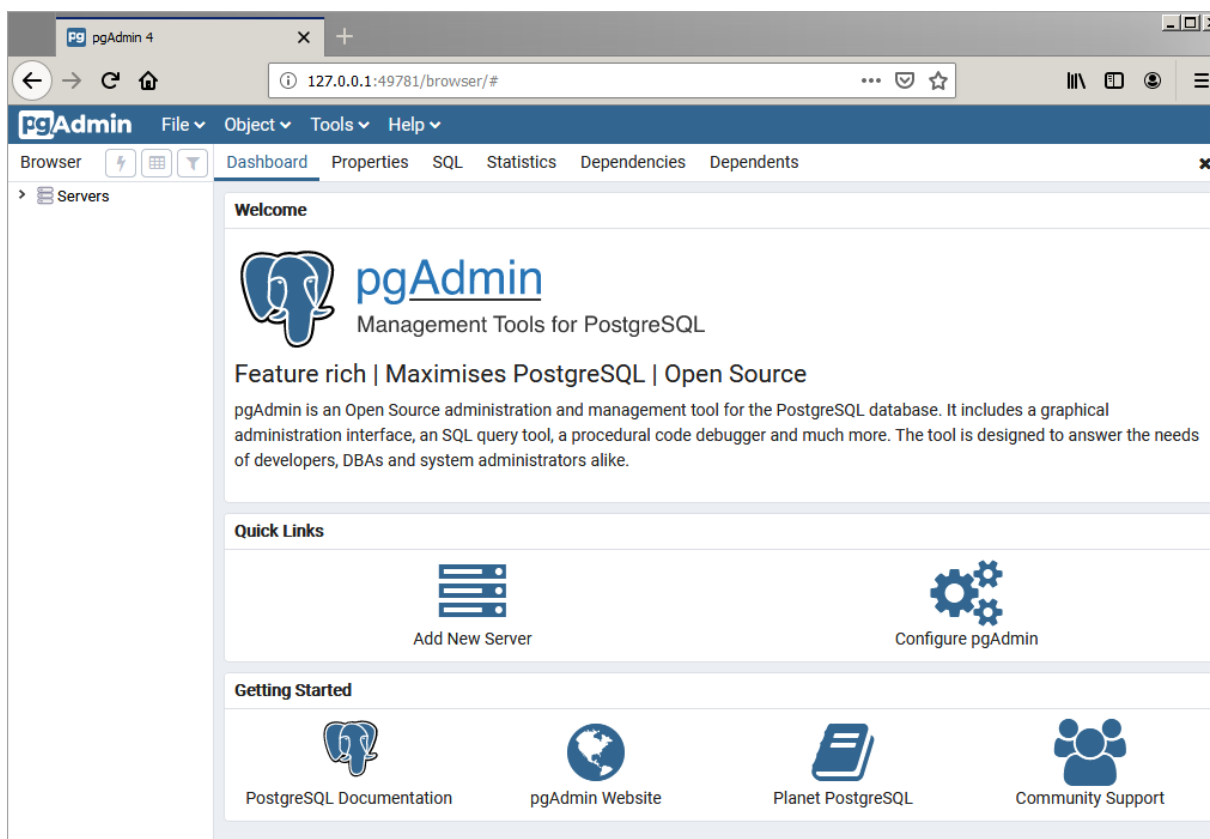 pgAdmin 4
127.0.0.1:49781/browser/#
pgAdmin File Object Tools Help
Browser Dashboard Properties SQL Statistics Dependencies Dependents
Servers
Welcome
pgAdmin
Management Tools for PostgreSQL
Feature rich | Maximises PostgreSQL | Open Source
pgAdmin is an Open Source administration and management tool for the PostgreSQL database. It includes a graphical
administration interface, an SQL query tool, a procedural code debugger and much more. The tool is designed to answer the needs
of developers, DBAs and system administrators alike.
Quick Links
Add New Server Configure pgAdmin
Getting Started
PostgreSQL Documentation pgAdmin Website Planet PostgreSQL Community Support